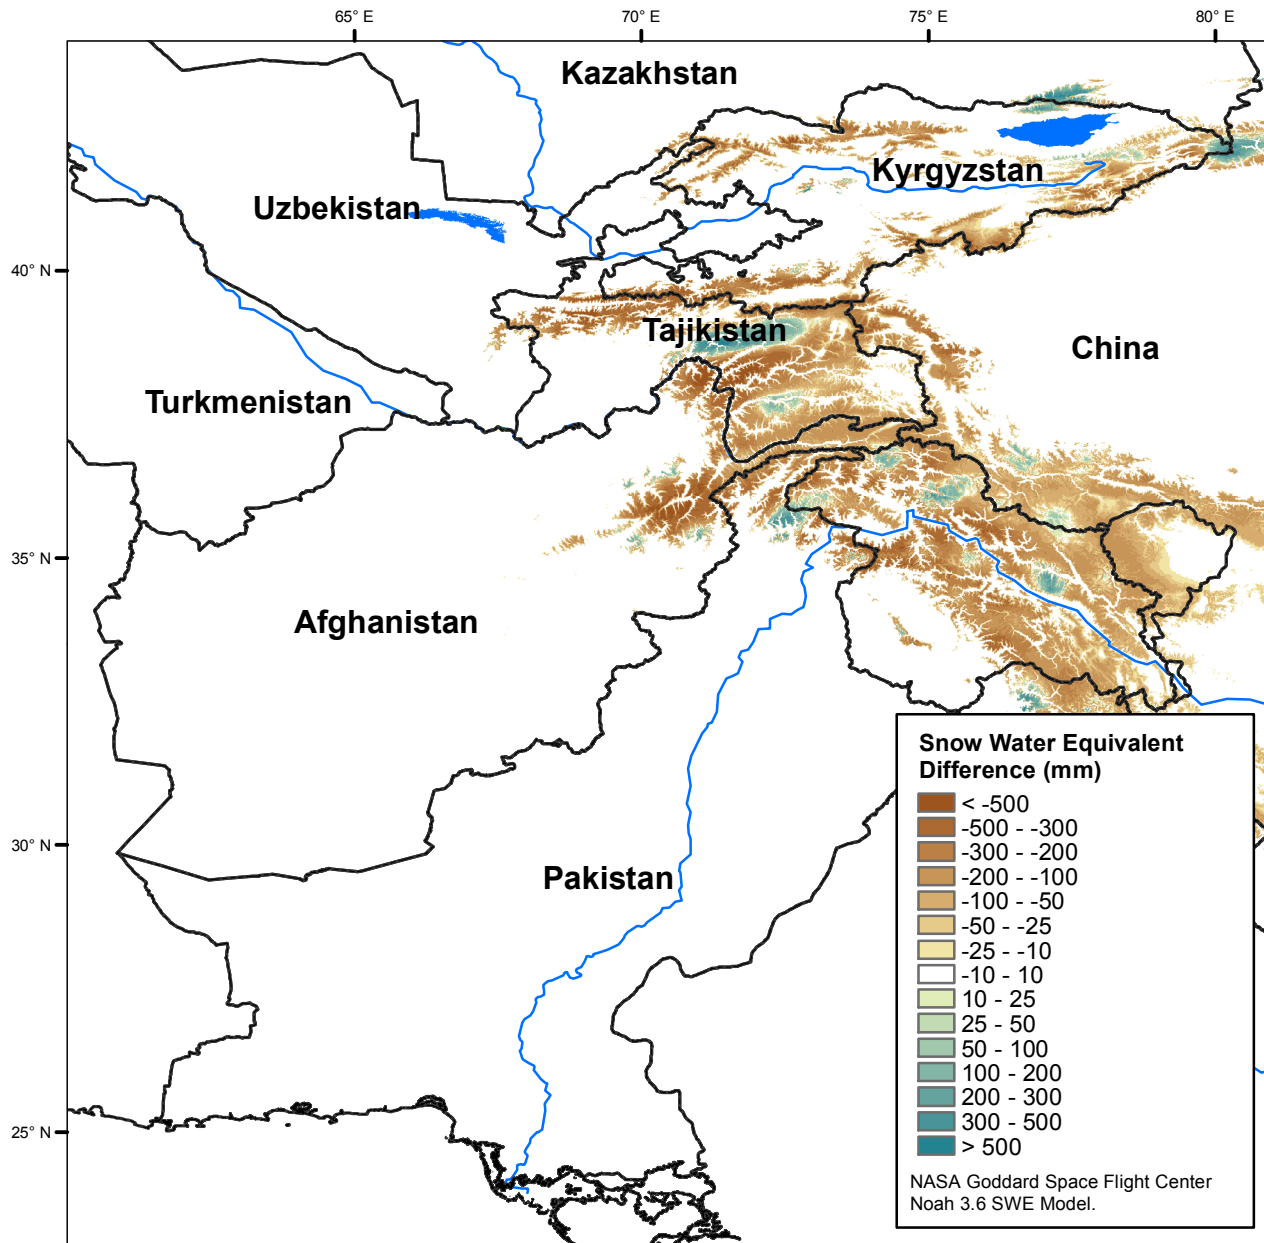 65° E
70° E
75° E
80° E
Kazakhstan
Kyrgyzstan
Uzbekistan
40° N
Tajikistan
China
Turkmenistan
35° N
Afghanistan
30° N
Pakistan
25° N
Snow Water Equivalent
Difference (mm)
< -500
-500 - -300
-300 - -200
-200 - -100
-100 - -50
-50 - -25
-25 - -10
-10 - 10
10 - 25
25 - 50
50 - 100
100 - 200
200 - 300
300 - 500
> 500
NASA Goddard Space Flight Center
Noah 3.6 SWE Model.